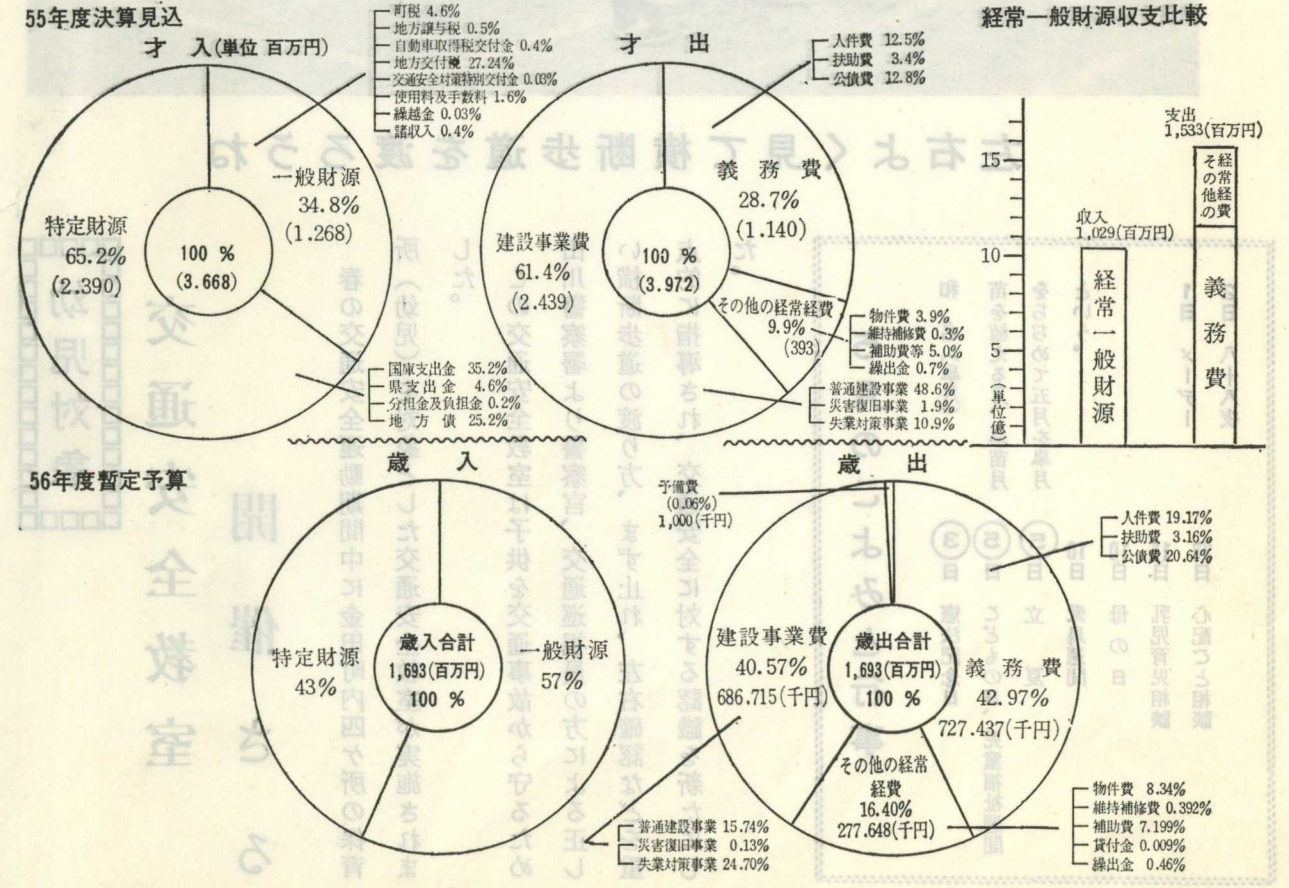 55年度決算見込
才 入(単位 百万円)
町税 4.6%
地方譲与税 0.5%
自動車取得税交付金 0.4%
地方交付税 27.24%
交通安全対策特別交付金 0.03%
使用料及手数料 1.6%
繰越金 0.03%
諸収入 0.4%
一般財源
34.8%
(1.268)
特定財源
65.2%
(2.390)
100 %
(3.668)
国庫支出金 35.2%
県支出金 4.6%
分担金及負担金 0.2%
地方債 25.2%
才 出
人件費 12.5%
扶助費 3.4%
公債費 12.8%
義務費
28.7%
(1.140)
建設事業費
61.4%
(2.439)
100 %
(3.972)
その他の経常経費
9.9%
(393)
物件費 3.9%
維持補修費 0.3%
補助費等 5.0%
繰出金 0.7%
普通建設事業 48.6%
災害復旧事業 1.9%
失業対策事業 10.9%
経常一般財源収支比較
支出
1,533(百万円)
収入
1,029(百万円)
15
10
5
(単位億)
経常一般財源
経常経費
その他の
義務費
56年度暫定予算
歳 入
特定財源
43%
歳入合計
1,693(百万円)
100 %
一般財源
57%
歳 出
予備費
(0.06%)
1,000(千円)
人件費 19.17%
扶助費 3.16%
公債費 20.64%
建設事業費
40.57%
686.715(千円)
歳出合計
1,693(百万円)
100 %
義務費
42.97%
727.437(千円)
その他の経常
経費
16.40%
277.648(千円)
普通建設事業 15.74%
災害復旧事業 0.13%
失業対策事業 24.70%
物件費 8.34%
維持補修費 0.392%
補助費 7.199%
貸付金 0.009%
繰出金 0.46%